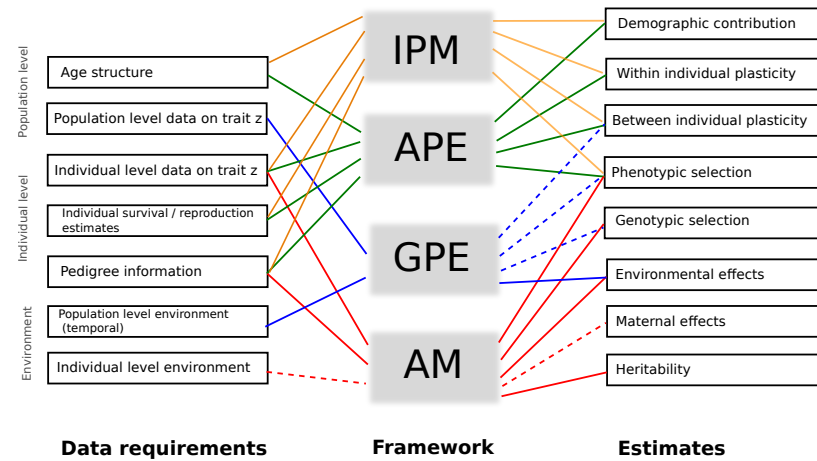 Population level
Individual level
Environment
Age structure
Population level data on trait z
Individual level data on trait z
Individual survival / reproduction
estimates
Pedigree information
Population level environment
(temporal)
Individual level environment
Data requirements
IPM
APE
GPE
AM
Framework
Demographic contribution
Within individual plasticity
Between individual plasticity
Phenotypic selection
Genotypic selection
Environmental effects
Maternal effects
Heritability
Estimates